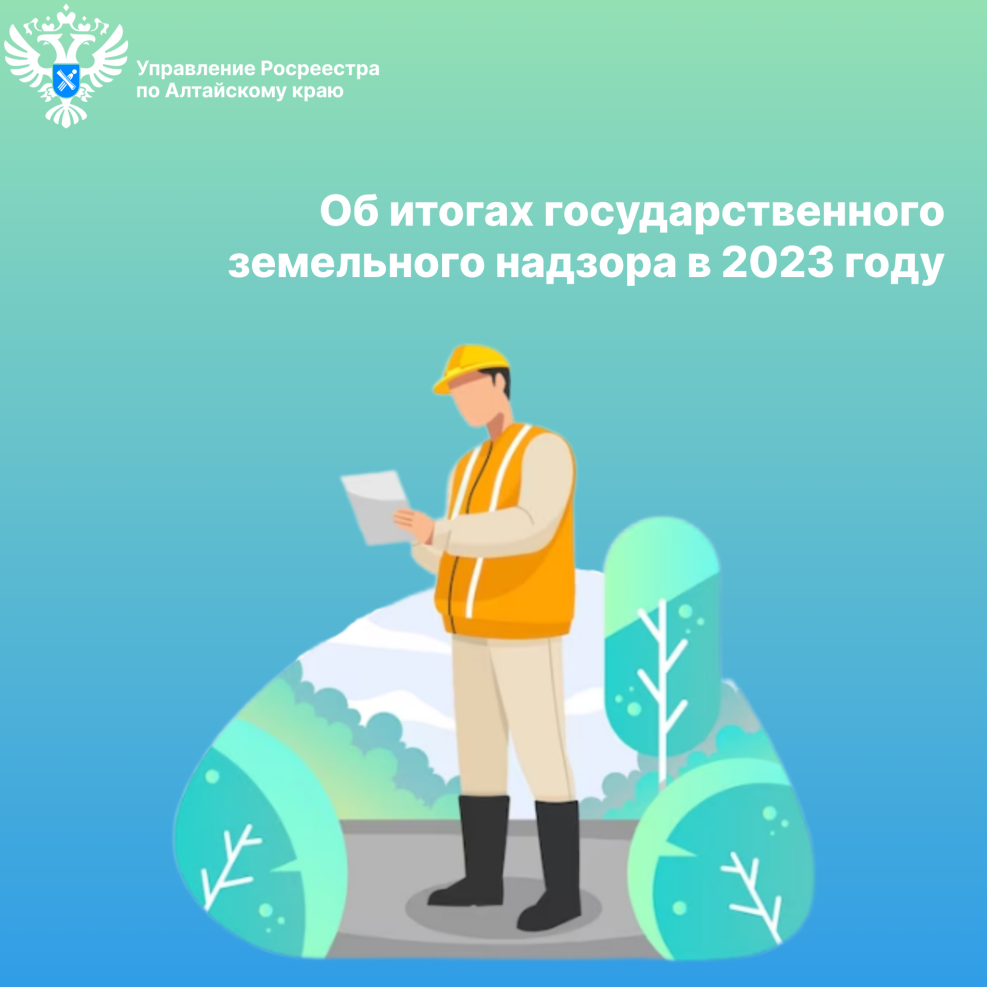 Управление Росреестра
по Алтайскому краю
Об итогах государственного
земельного надзора в 2023 году